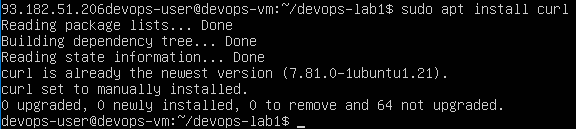 93.182.51.206devops-user@devops-vm:~/devops-lab1$ sudo apt install curl
Reading package lists... Done
Building dependency tree... Done
Reading state information... Done
curl is already the newest version (7.81.0-1ubuntu1.21).
curl set to manually installed.
0 upgraded, 0 newly installed, 0 to remove and 64 not upgraded.
devops-user@devops-vm:~/devops-lab1$ _